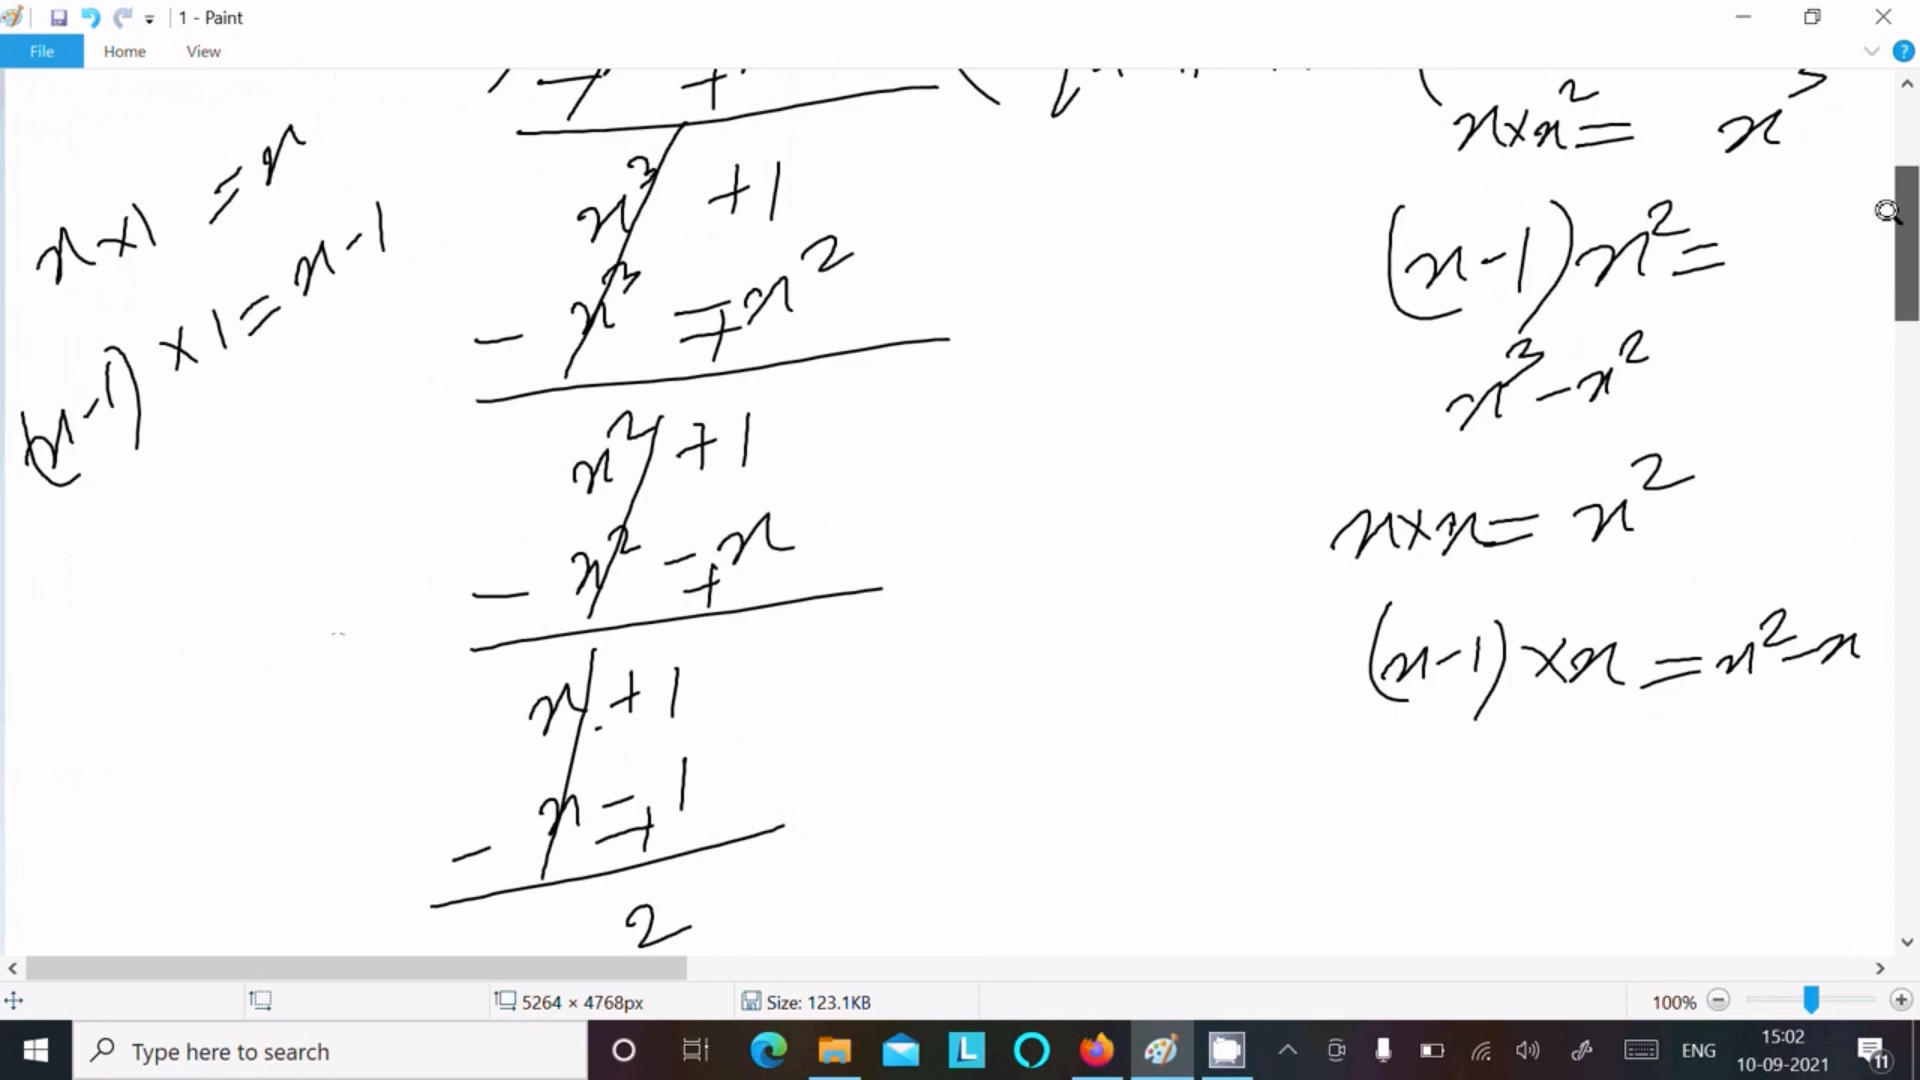 1 - Paint
File Home View
x³ + 1
- x³ - x²
+
x² + 1
- x² - x
+
x + 1
- x - 1
+
2
x × 1 = x
(x-1) × 1 = x - 1
x × x² = x³
(x-1) x² =
x³ - x²
x × x = x²
(x-1) × x = x² - x
5264 × 4768px
Size: 123.1KB
100%
Type here to search
ENG
15:02
10-09-2021
11